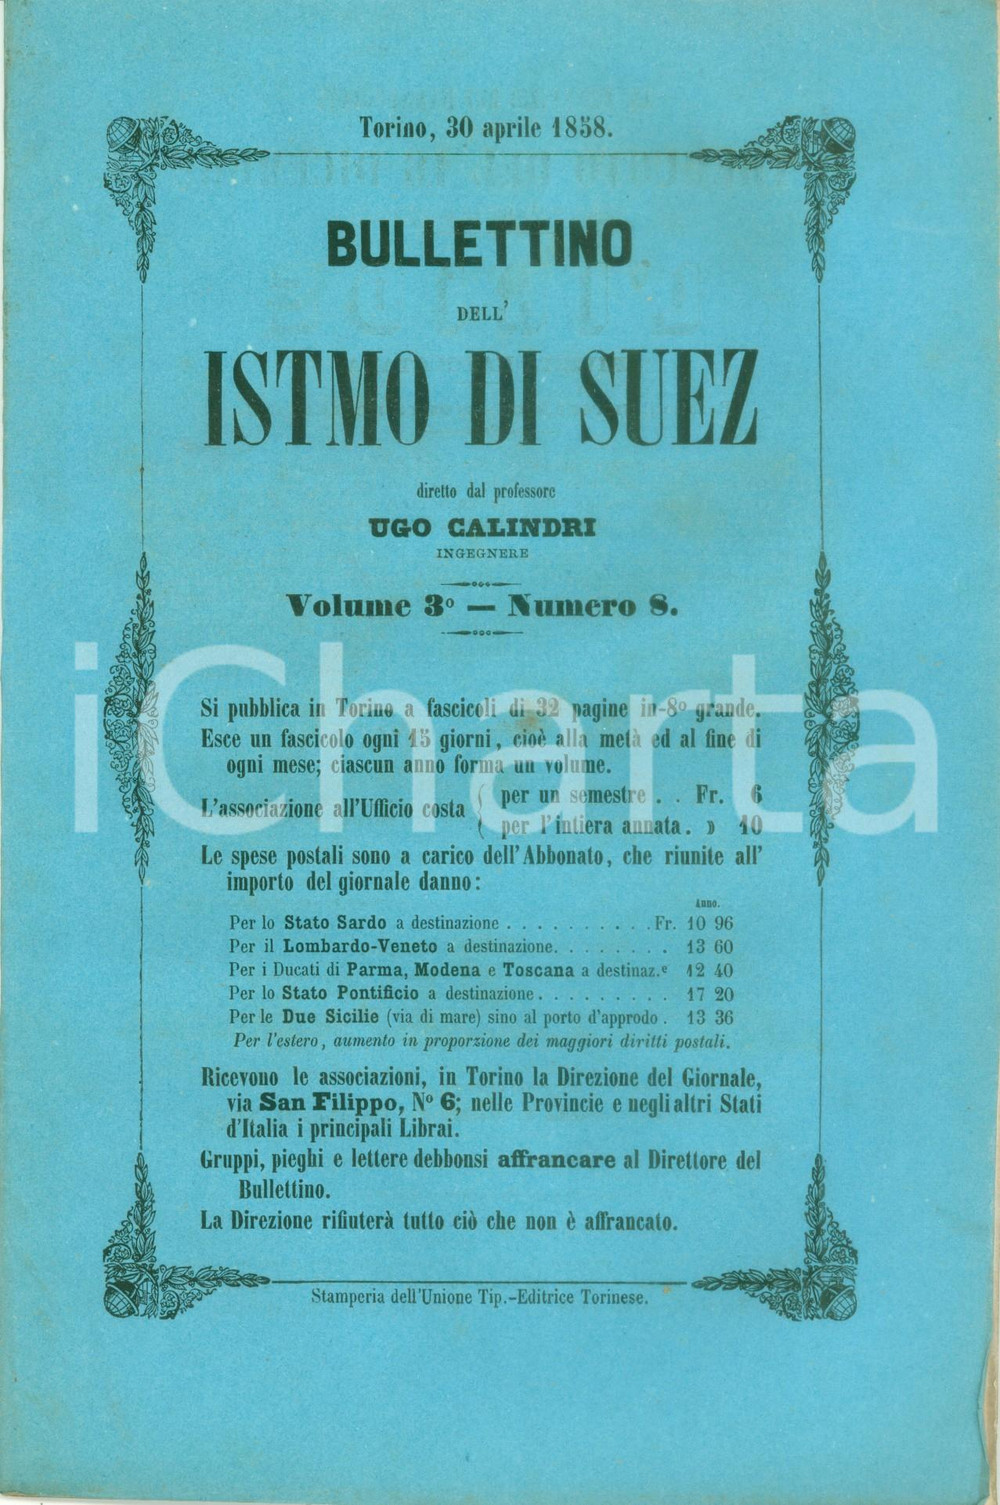 Torino, 30 aprile 1858.
BULLETTINO
DELL'
ISTMO DI SUEZ
diretto dal professore
UGO CALINDRI
INGEGNERE
Volume 3º — Numero 8.
Si pubblica in Torino a fascicoli di 32 pagine in-8º grande.
Esce un fascicolo ogni 15 giorni, cioè alla metà ed al fine di
ogni mese; ciascun anno forma un volume.
L'associazione all'Ufficio costa ( per un semestre . . Fr. 6
( per l'intiera annata. » 10
Le spese postali sono a carico dell'Abbonato, che riunite all'
importo del giornale danno:
Anno.
Per lo Stato Sardo a destinazione . . . . . . . . . . Fr. 10 96
Per il Lombardo-Veneto a destinazione. . . . . . . . 13 60
Per i Ducati di Parma, Modena e Toscana a destinaz.e 12 40
Per lo Stato Pontificio a destinazione . . . . . . . . . 17 20
Per le Due Sicilie (via di mare) sino al porto d'approdo . 13 36
Per l'estero, aumento in proporzione dei maggiori diritti postali.
Ricevono le associazioni, in Torino la Direzione del Giornale,
via San Filippo, Nº 6; nelle Provincie e negli altri Stati
d'Italia i principali Librai.
Gruppi, pieghi e lettere debbonsi affrancare al Direttore del
Bullettino.
La Direzione rifiuterà tutto ciò che non è affrancato.
Stamperia dell'Unione Tip.-Editrice Torinese.
iCharta